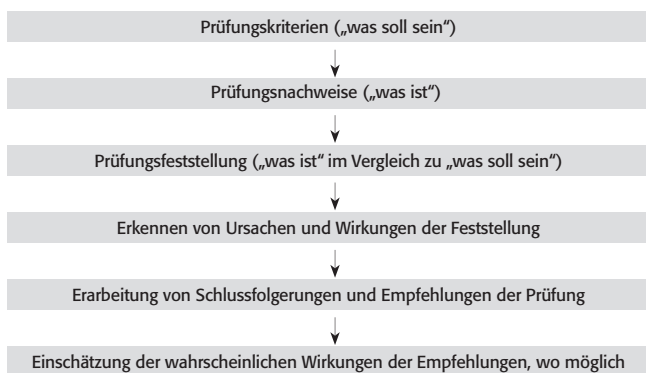 Prüfungskriterien („was soll sein“)
Prüfungsnachweise („was ist“)
Prüfungsfeststellung („was ist“ im Vergleich zu „was soll sein“)
Erkennen von Ursachen und Wirkungen der Feststellung
Erarbeitung von Schlussfolgerungen und Empfehlungen der Prüfung
Einschätzung der wahrscheinlichen Wirkungen der Empfehlungen, wo möglich